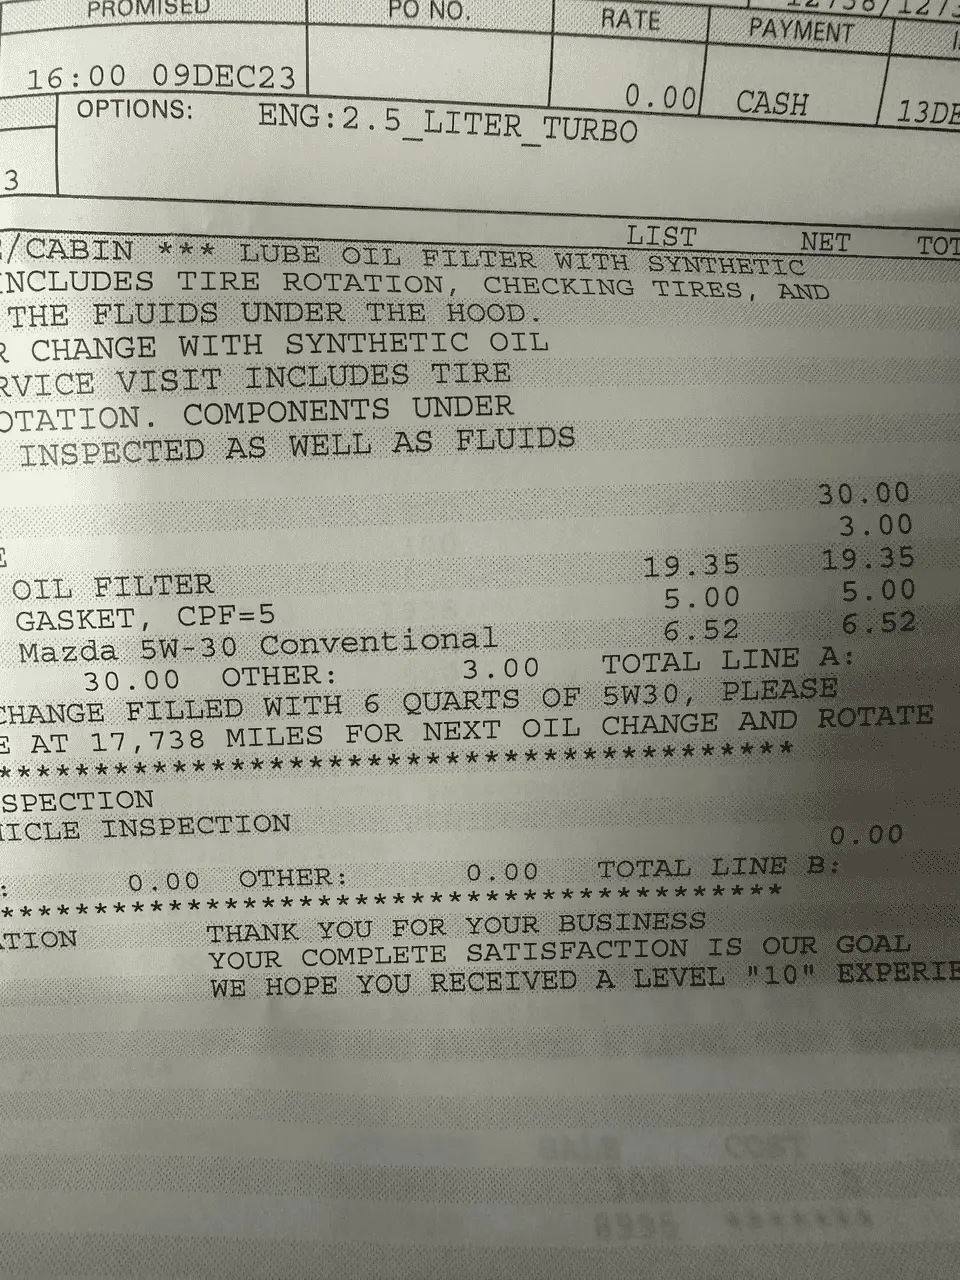 PROMISED PO NO. RATE PAYMENT
16:00 09DEC23 0.00 CASH 13DE
OPTIONS: ENG:2.5_LITER_TURBO
3
LIST NET TOT
/CABIN *** LUBE OIL FILTER WITH SYNTHETIC
INCLUDES TIRE ROTATION, CHECKING TIRES, AND
THE FLUIDS UNDER THE HOOD.
R CHANGE WITH SYNTHETIC OIL
RVICE VISIT INCLUDES TIRE
OTATION. COMPONENTS UNDER
INSPECTED AS WELL AS FLUIDS
30.00
3.00
E
OIL FILTER 19.35 19.35
GASKET, CPF=5 5.00 5.00
Mazda 5W-30 Conventional 6.52 6.52
30.00 OTHER: 3.00 TOTAL LINE A:
CHANGE FILLED WITH 6 QUARTS OF 5W30, PLEASE
E AT 17,738 MILES FOR NEXT OIL CHANGE AND ROTATE
*****************************************
SPECTION
HICLE INSPECTION
0.00
: 0.00 OTHER: 0.00 TOTAL LINE B:
*****************************************
ATION THANK YOU FOR YOUR BUSINESS
YOUR COMPLETE SATISFACTION IS OUR GOAL
WE HOPE YOU RECEIVED A LEVEL "10" EXPERIE